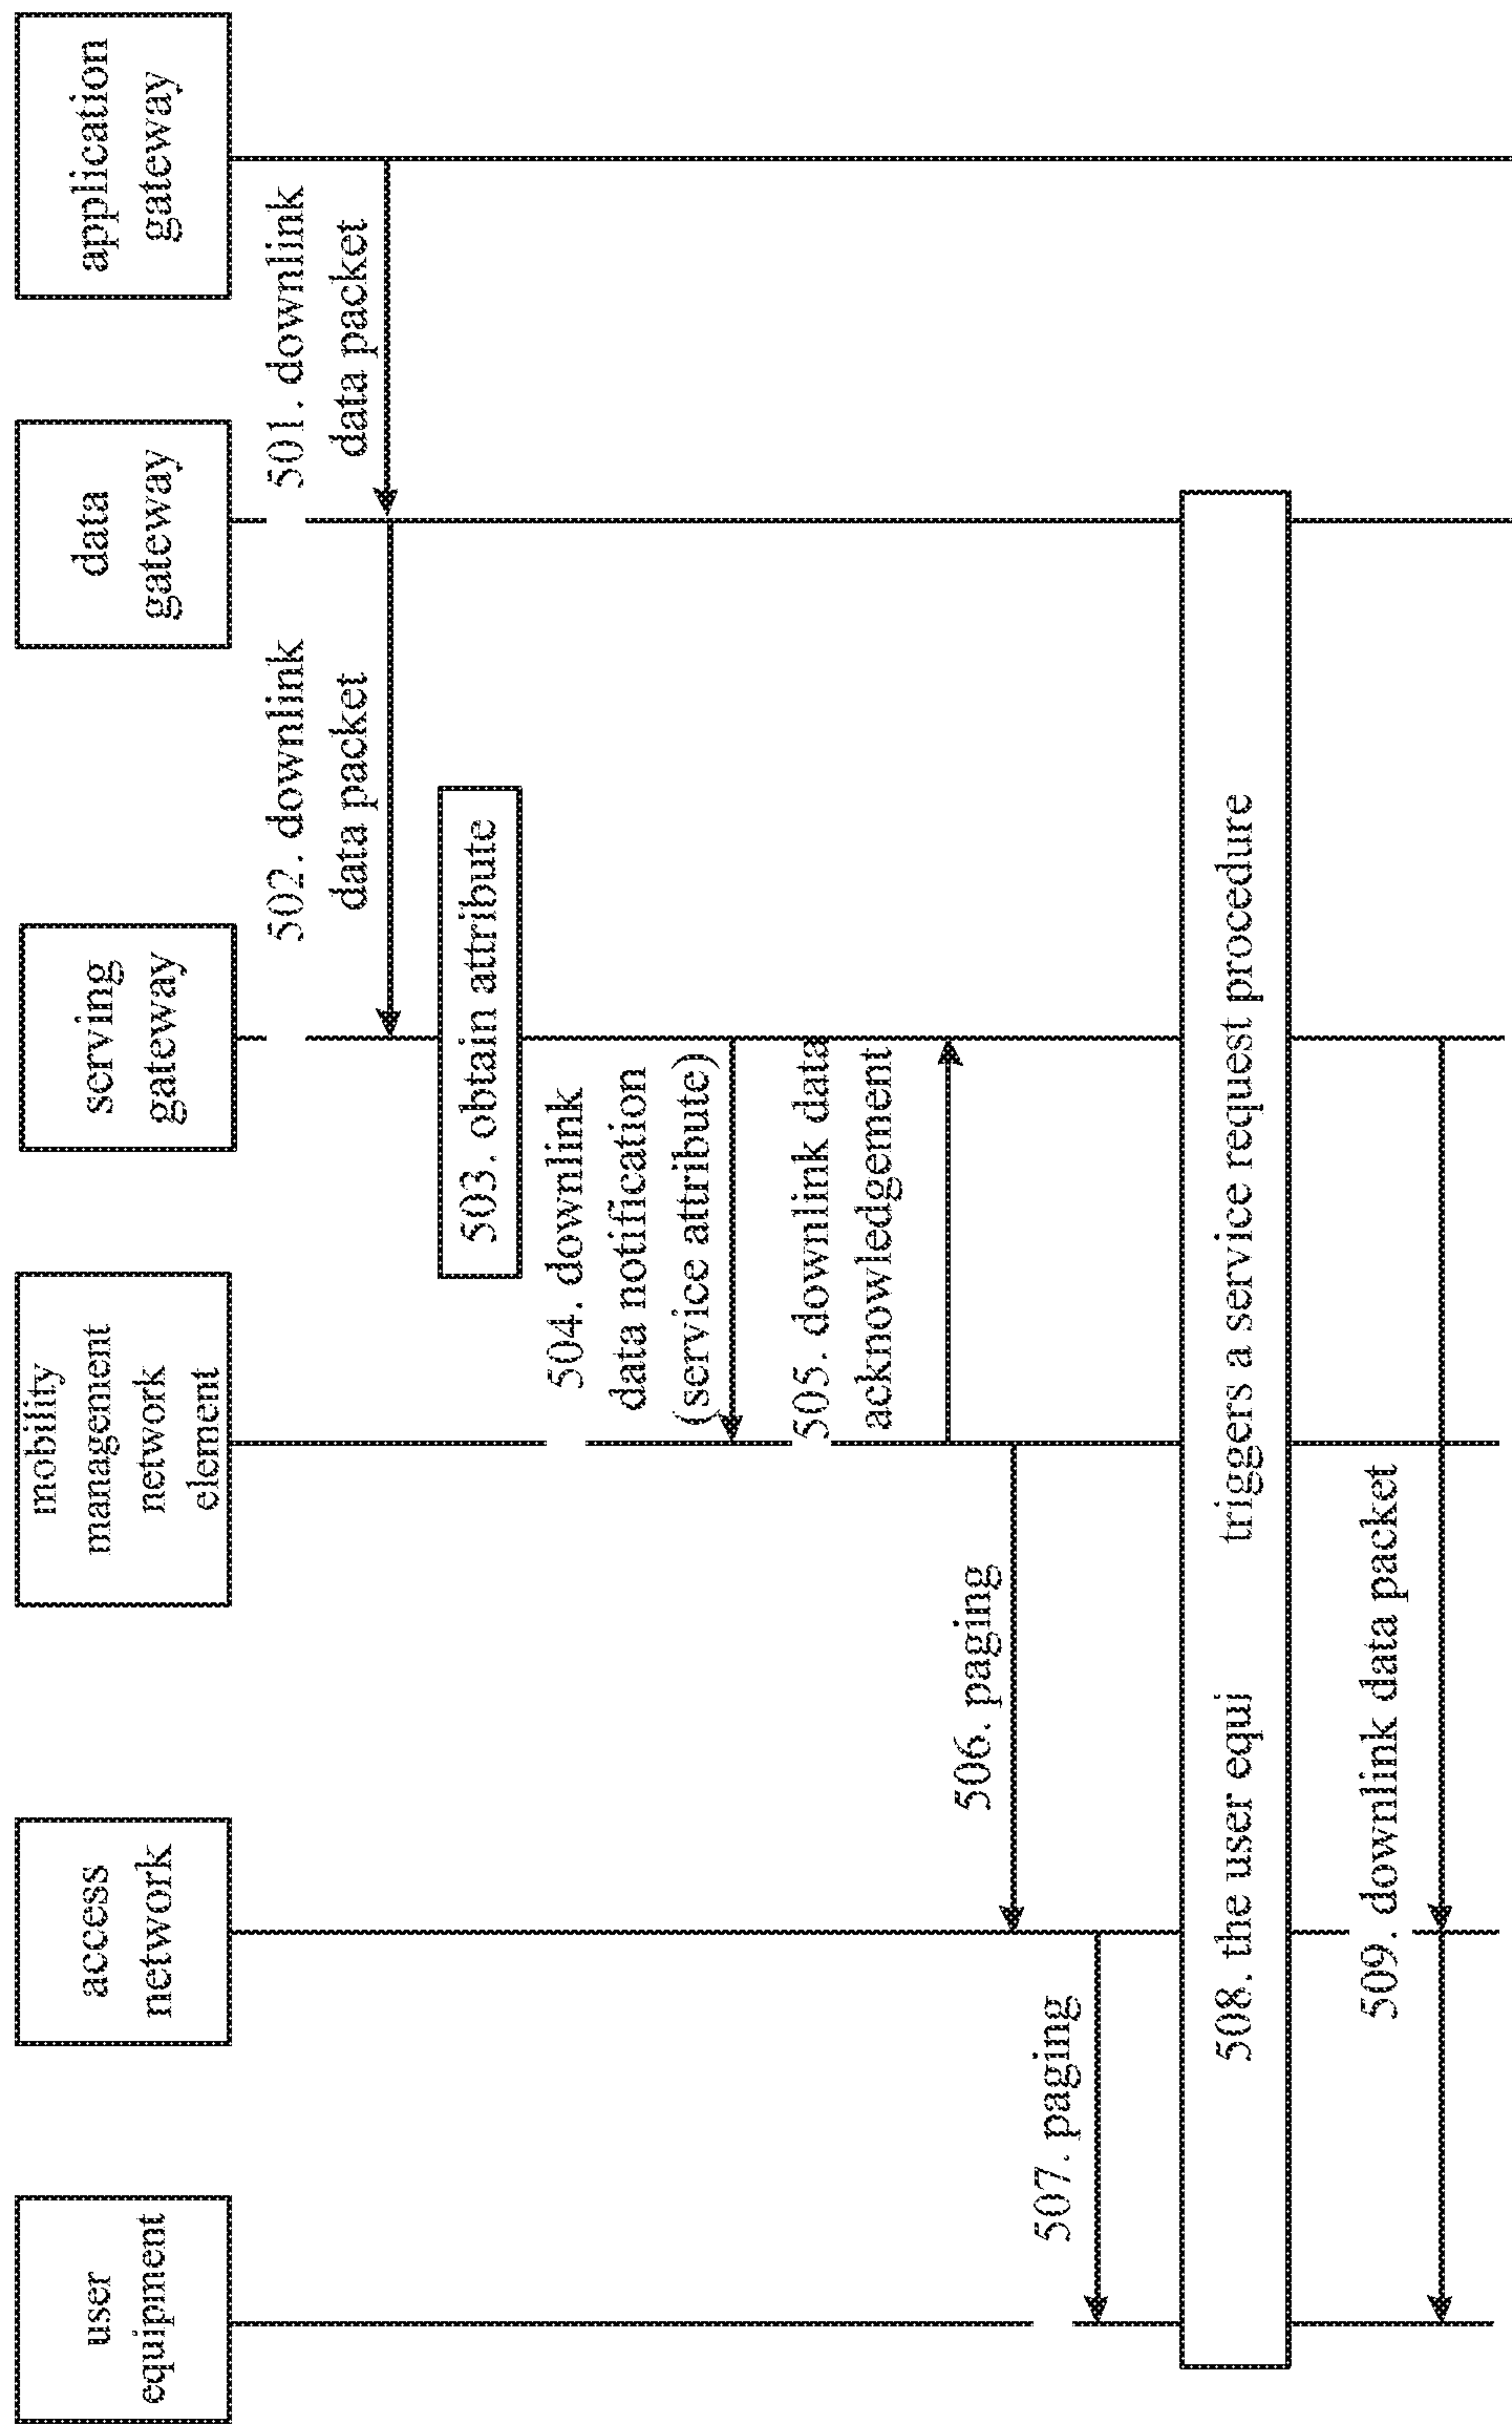 user
equipment
access
network
mobility
management
network
element
serving
gateway
data
gateway
application
gateway
501. downlink
data packet
502. downlink
data packet
503. obtain attribute
504. downlink
data notification
(service attribute)
505. downlink data
acknowledgement
506. paging
507. paging
508. the user equi triggers a service request procedure
509. downlink data packet